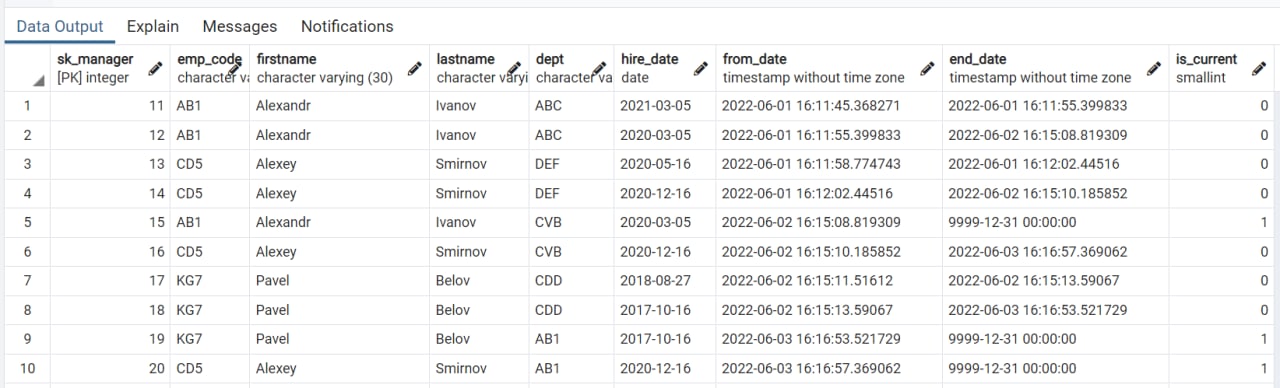 Data Output Explain Messages Notifications
sk_manager emp_code firstname lastname dept hire_date from_date end_date is_current
[PK] integer character va character varying (30) character varyi character va date timestamp without time zone timestamp without time zone smallint
1 11 AB1 Alexandr Ivanov ABC 2021-03-05 2022-06-01 16:11:45.368271 2022-06-01 16:11:55.399833 0
2 12 AB1 Alexandr Ivanov ABC 2020-03-05 2022-06-01 16:11:55.399833 2022-06-02 16:15:08.819309 0
3 13 CD5 Alexey Smirnov DEF 2020-05-16 2022-06-01 16:11:58.774743 2022-06-01 16:12:02.44516 0
4 14 CD5 Alexey Smirnov DEF 2020-12-16 2022-06-01 16:12:02.44516 2022-06-02 16:15:10.185852 0
5 15 AB1 Alexandr Ivanov CVB 2020-03-05 2022-06-02 16:15:08.819309 9999-12-31 00:00:00 1
6 16 CD5 Alexey Smirnov CVB 2020-12-16 2022-06-02 16:15:10.185852 2022-06-03 16:16:57.369062 0
7 17 KG7 Pavel Belov CDD 2018-08-27 2022-06-02 16:15:11.51612 2022-06-02 16:15:13.59067 0
8 18 KG7 Pavel Belov CDD 2017-10-16 2022-06-02 16:15:13.59067 2022-06-03 16:16:53.521729 0
9 19 KG7 Pavel Belov AB1 2017-10-16 2022-06-03 16:16:53.521729 9999-12-31 00:00:00 1
10 20 CD5 Alexey Smirnov AB1 2020-12-16 2022-06-03 16:16:57.369062 9999-12-31 00:00:00 1